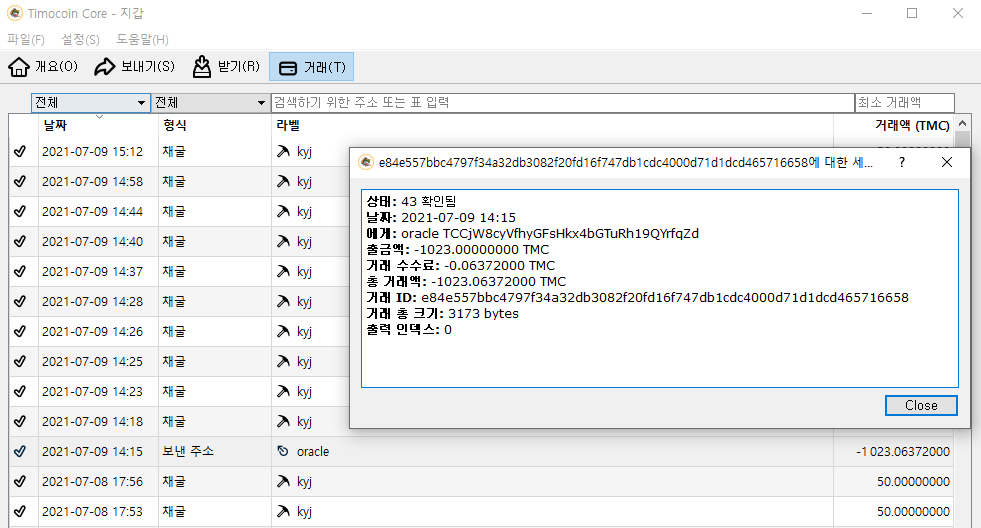 Timocoin Core - 지갑
파일(F) 설정(S) 도움말(H)
개요(O) 보내기(S) 받기(R) 거래(T)
전체 전체 검색하기 위한 주소 또는 표 입력 최소 거래액
날짜 형식 라벨 거래액 (TMC)
2021-07-09 15:12 채굴 kyj
2021-07-09 14:58 채굴 kyj
2021-07-09 14:44 채굴 kyj
2021-07-09 14:40 채굴 kyj
2021-07-09 14:37 채굴 kyj
2021-07-09 14:28 채굴 kyj
2021-07-09 14:26 채굴 kyj
2021-07-09 14:25 채굴 kyj
2021-07-09 14:23 채굴 kyj
2021-07-09 14:18 채굴 kyj
2021-07-09 14:15 보낸 주소 oracle -1 023.06372000
2021-07-08 17:56 채굴 kyj 50.00000000
2021-07-08 17:53 채굴 kyj 50.00000000
e84e557bbc4797f34a32db3082f20fd16f747db1cdc4000d71d1dcd465716658에 대한 세...
상태: 43 확인됨
날짜: 2021-07-09 14:15
에게: oracle TCCjW8cyVfhyGFsHkx4bGTuRh19QYrfqZd
출금액: -1023.00000000 TMC
거래 수수료: -0.06372000 TMC
총 거래액: -1023.06372000 TMC
거래 ID: e84e557bbc4797f34a32db3082f20fd16f747db1cdc4000d71d1dcd465716658
거래 총 크기: 3173 bytes
출력 인덱스: 0
Close